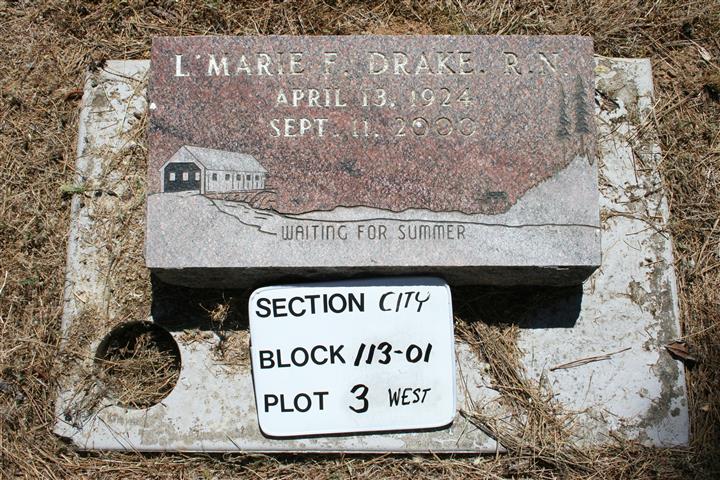 L'MARIE F. DRAKE, R.N.
APRIL 13, 1924
SEPT. 11, 2000
WAITING FOR SUMMER
SECTION CITY
BLOCK 113-01
PLOT 3 WEST